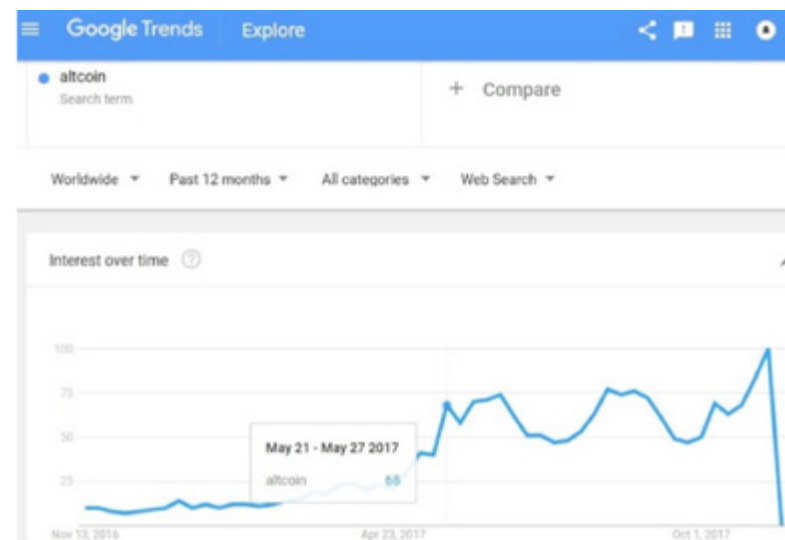 Google Trends Explore
altcoin
Search term
+ Compare
Worldwide Past 12 months All categories Web Search
Interest over time ?
100
75
50
25
May 21 - May 27 2017
altcoin 68
Nov 13, 2016 Apr 23, 2017 Oct 1, 2017